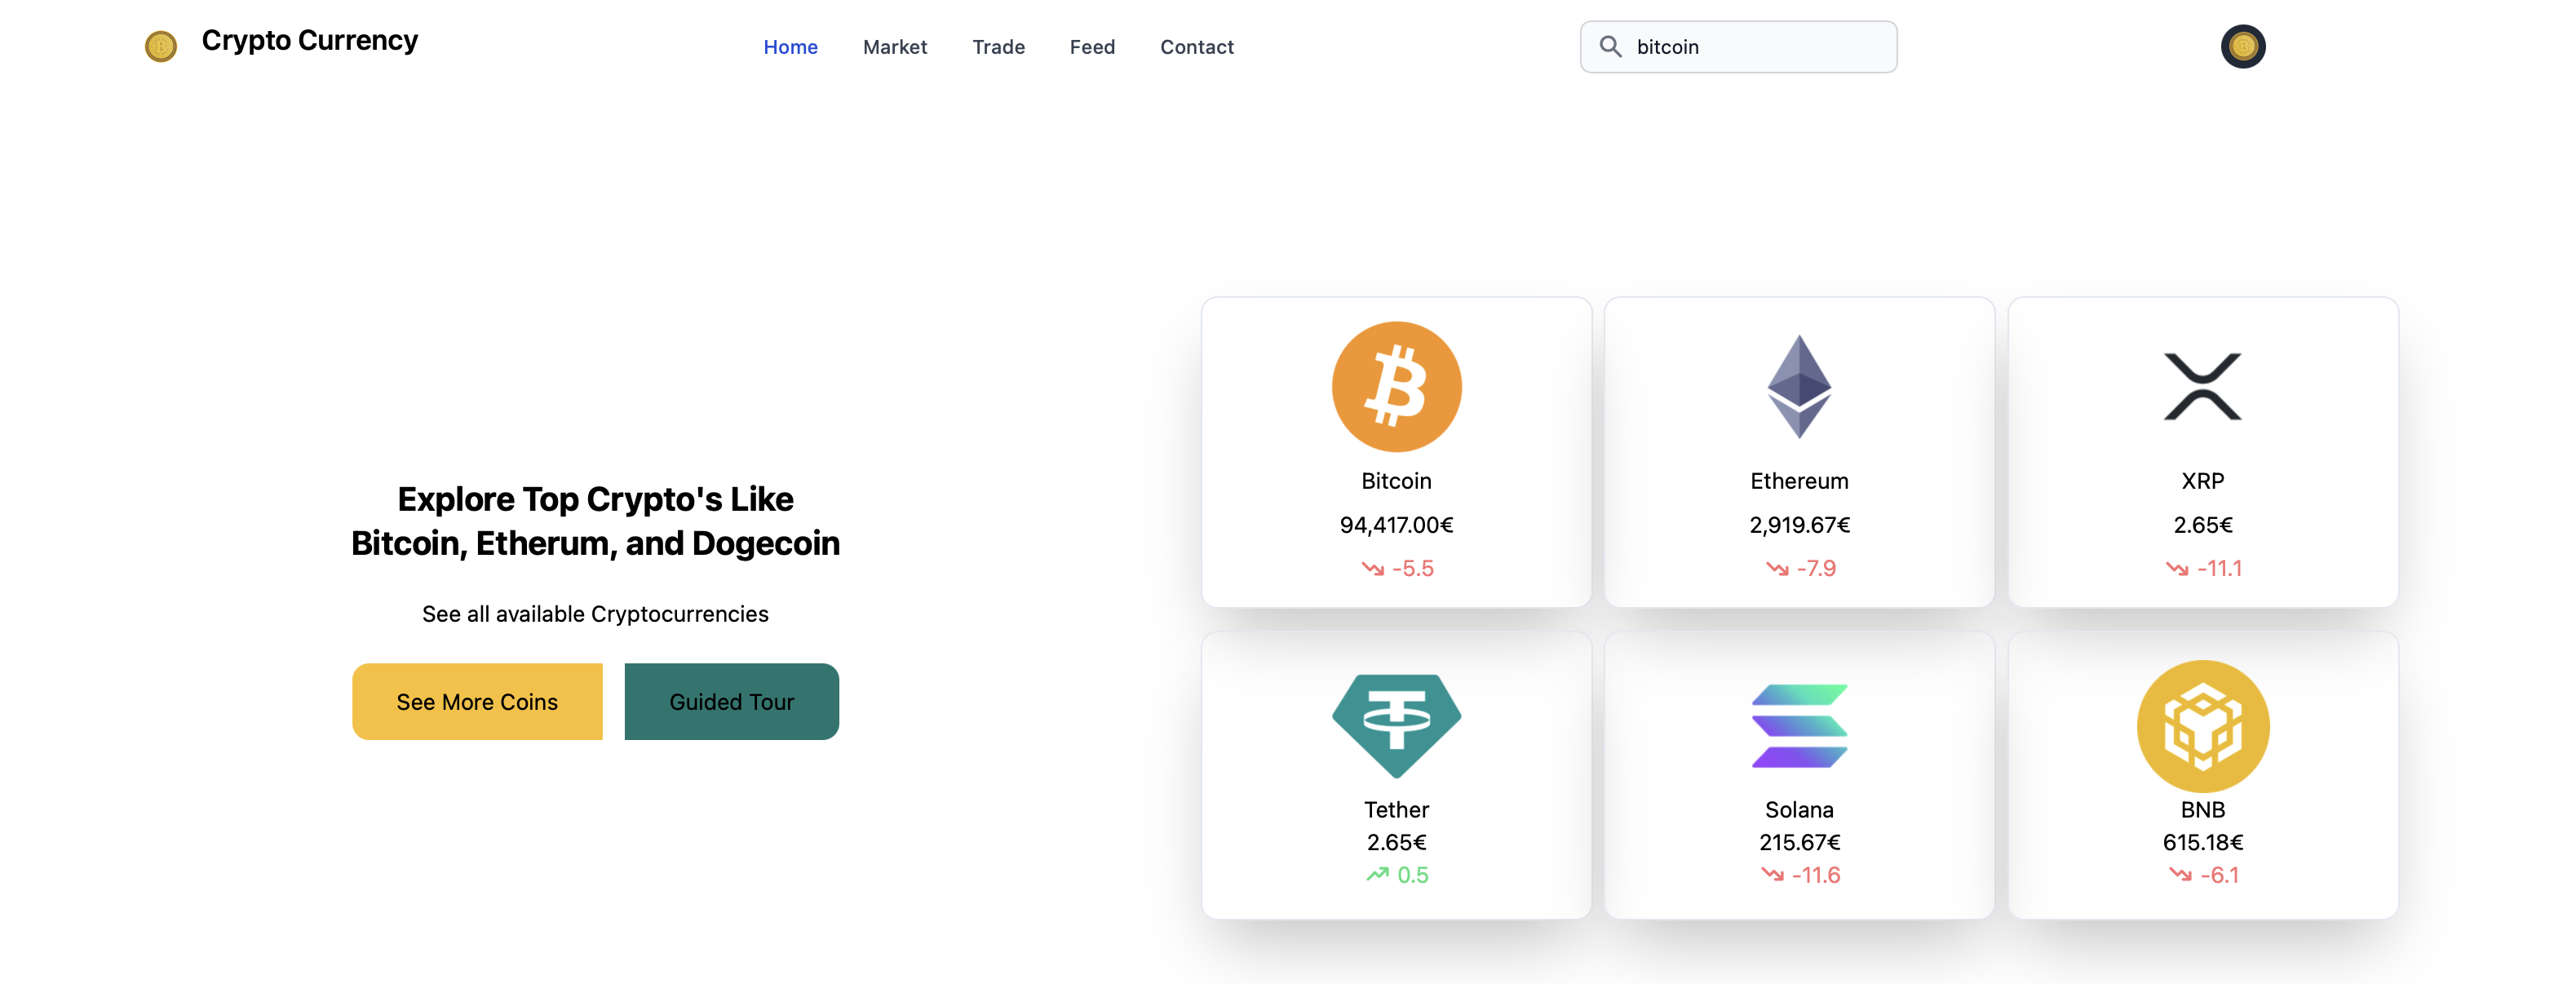 Crypto Currency
Home Market Trade Feed Contact
bitcoin
Explore Top Crypto's Like
Bitcoin, Etherum, and Dogecoin
See all available Cryptocurrencies
See More Coins
Guided Tour
Bitcoin
94,417.00€
-5.5
Ethereum
2,919.67€
-7.9
XRP
2.65€
-11.1
Tether
2.65€
0.5
Solana
215.67€
-11.6
BNB
615.18€
-6.1